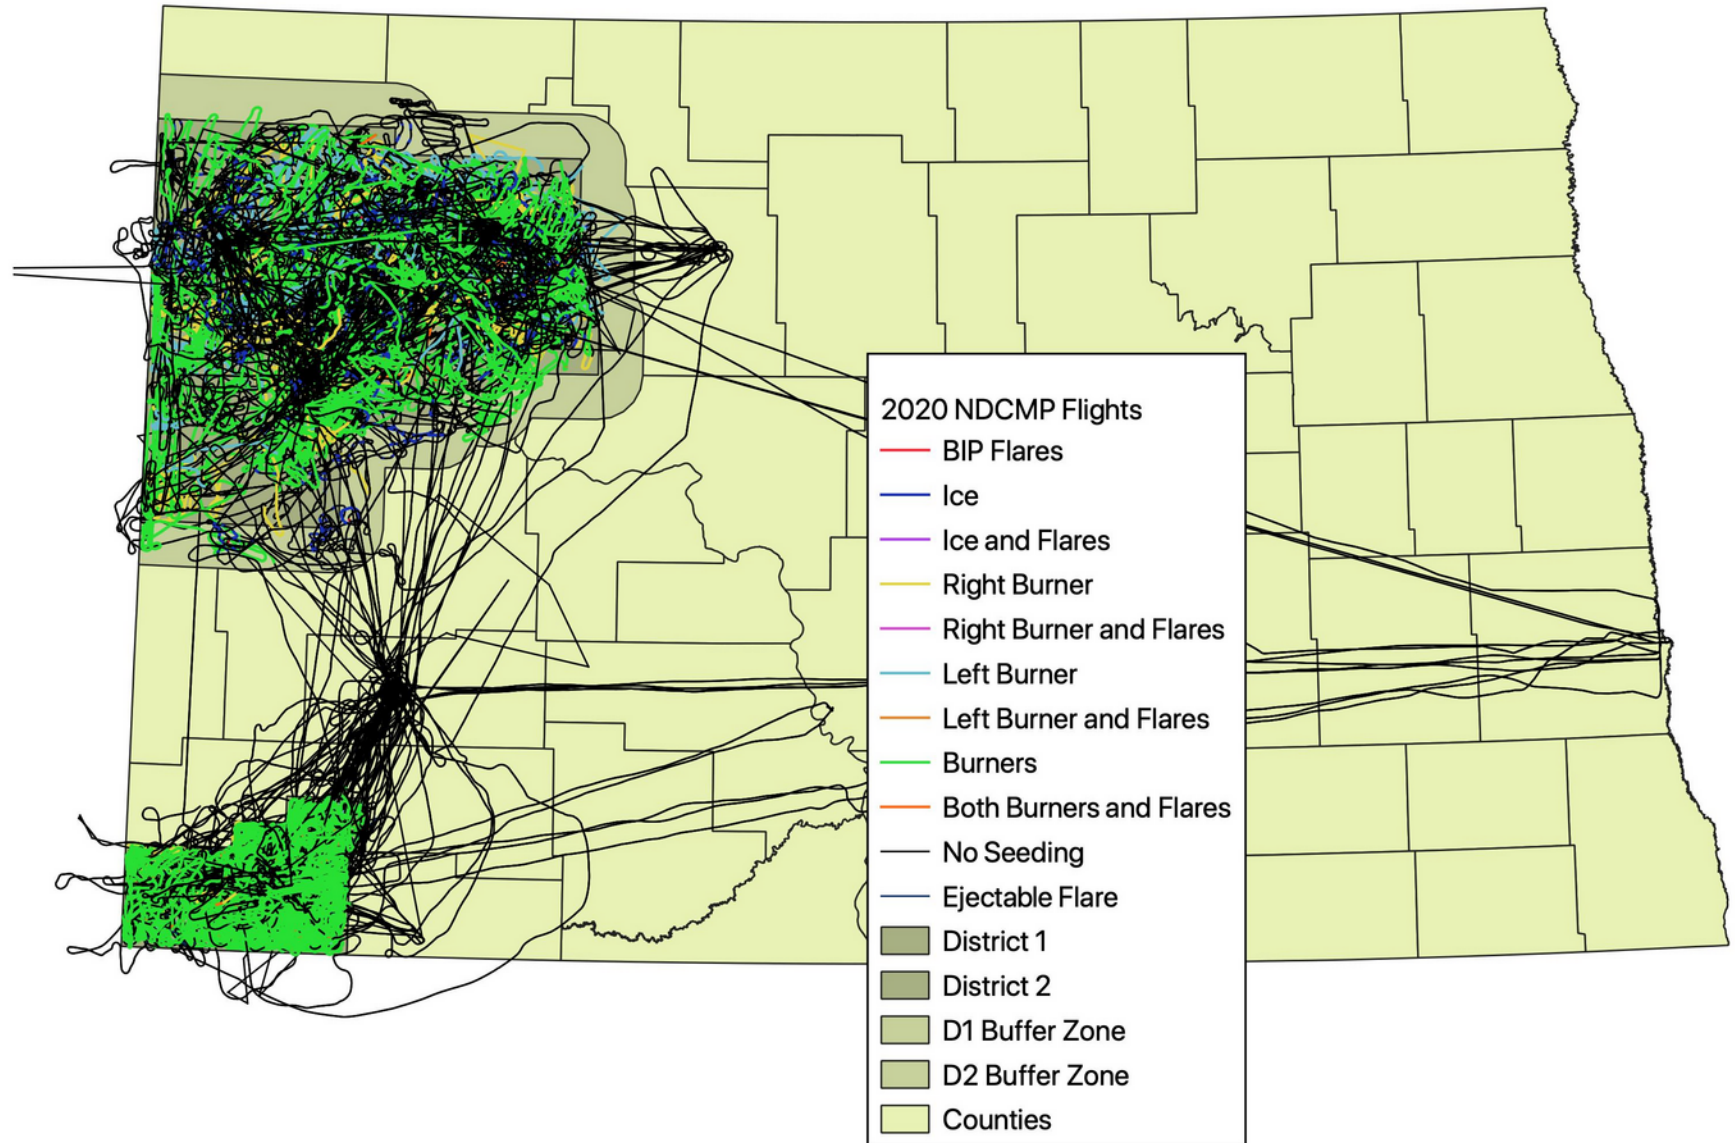 2020 NDCMP Flights
BIP Flares
Ice
Ice and Flares
Right Burner
Right Burner and Flares
Left Burner
Left Burner and Flares
Burners
Both Burners and Flares
No Seeding
Ejectable Flare
District 1
District 2
D1 Buffer Zone
D2 Buffer Zone
Counties